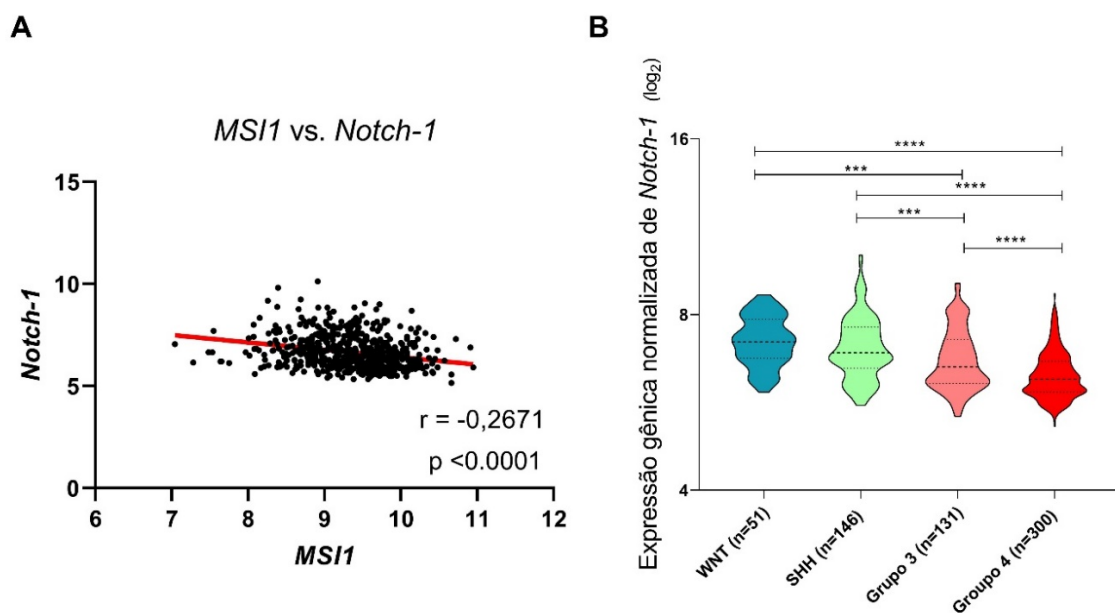 A
MSI1 vs. Notch-1
15
10
5
0
Notch-1
r = -0,2671
p <0.0001
6 7 8 9 10 11 12
MSI1
B
Expressão gênica normalizada de Notch-1 (log2)
16
8
4
****
***
****
***
****
WNT (n=51)
SHH (n=146)
Grupo 3 (n=131)
Groupo 4 (n=300)